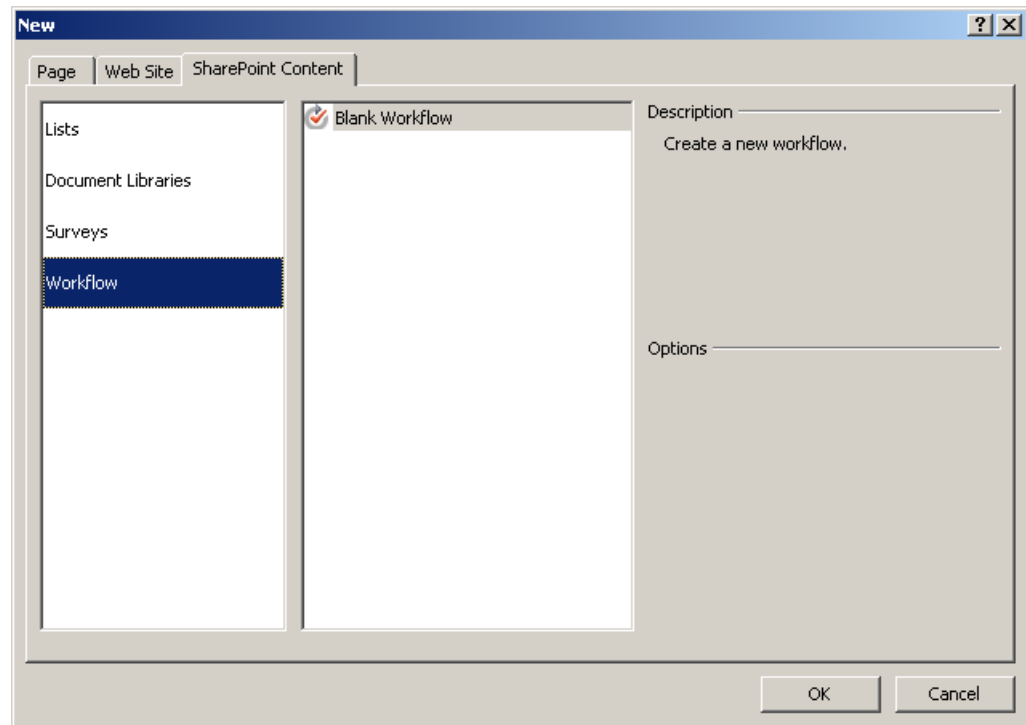 New
Page
Web Site
SharePoint Content
Lists
Document Libraries
Surveys
Workflow
Blank Workflow
Description
Create a new workflow.
Options
OK
Cancel